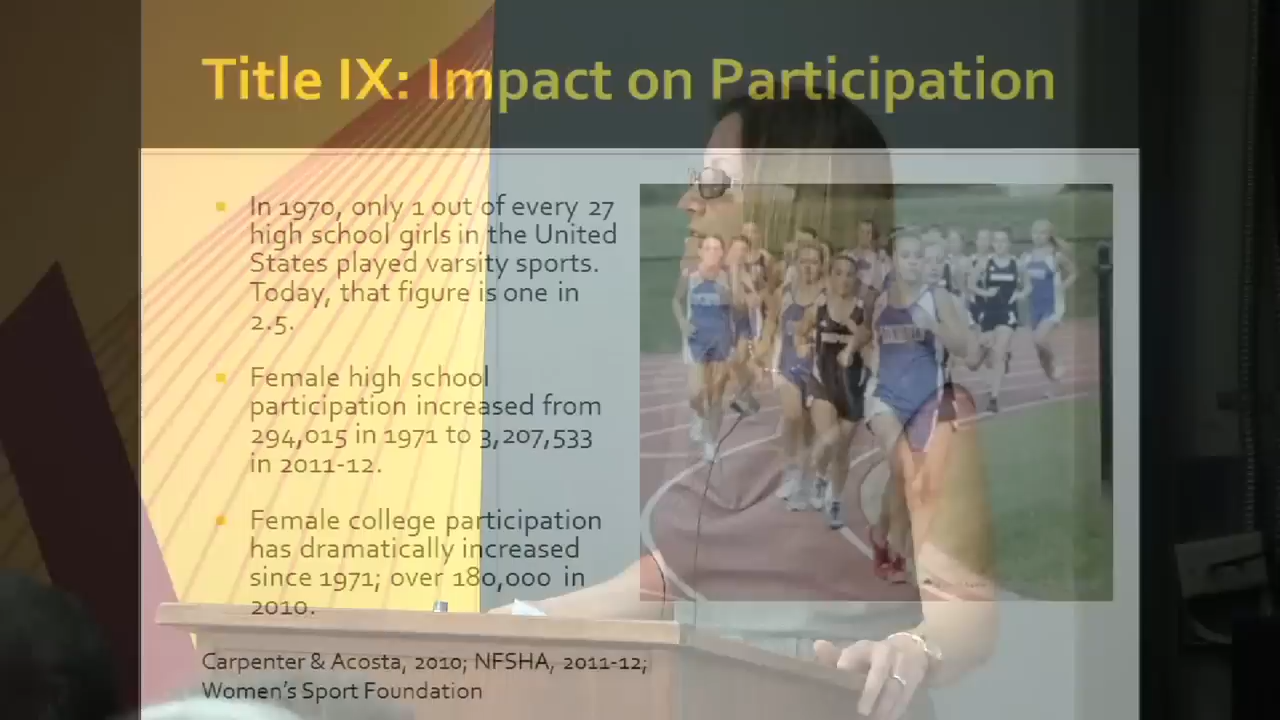 Title IX: Impact on Participation
In 1970, only 1 out of every 27
high school girls in the United
States played varsity sports.
Today, that figure is one in
2.5.
Female high school
participation increased from
294,015 in 1971 to 3,207,533
in 2011-12.
Female college participation
has dramatically increased
since 1971; over 180,000 in
2010.
Carpenter & Acosta, 2010; NFSHA, 2011-12;
Women's Sport Foundation